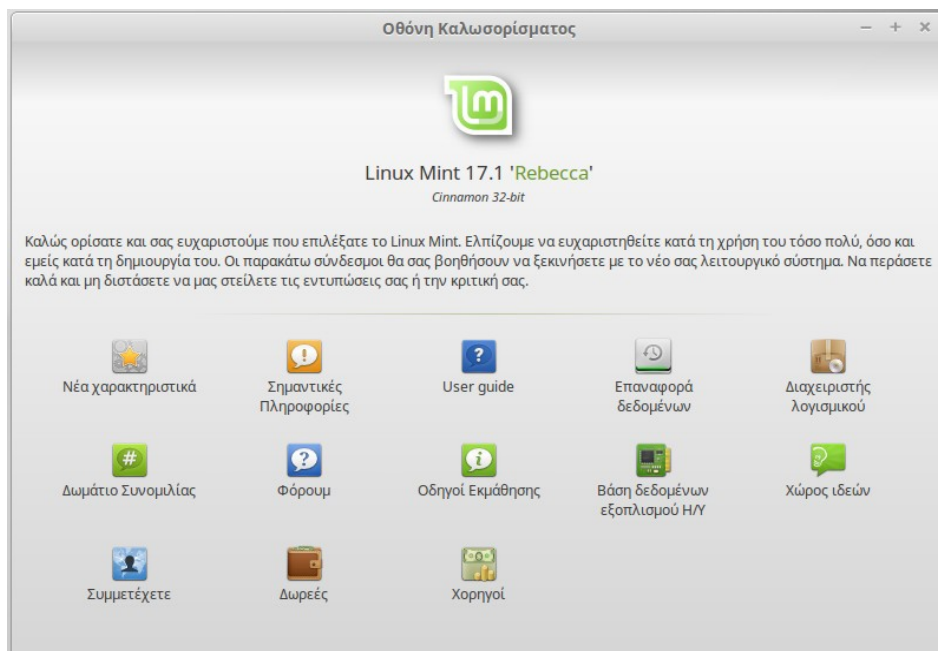 Οθόνη Καλωσορίσματος
Linux Mint 17.1 'Rebecca'
Cinnamon 32-bit
Καλώς ορίσατε και σας ευχαριστούμε που επιλέξατε το Linux Mint. Ελπίζουμε να ευχαριστηθείτε κατά τη χρήση του τόσο πολύ, όσο και
εμείς κατά τη δημιουργία του. Οι παρακάτω σύνδεσμοι θα σας βοηθήσουν να ξεκινήσετε με το νέο σας λειτουργικό σύστημα. Να περάσετε
καλά και μη διστάσετε να μας στείλετε τις εντυπώσεις σας ή την κριτική σας.
Νέα χαρακτηριστικά
Σημαντικές
Πληροφορίες
User guide
Επαναφορά
δεδομένων
Διαχειριστής
λογισμικού
Δωμάτιο Συνομιλίας
Φόρουμ
Οδηγοί Εκμάθησης
Βάση δεδομένων
εξοπλισμού Η/Υ
Χώρος ιδεών
Συμμετέχετε
Δωρεές
Χορηγοί